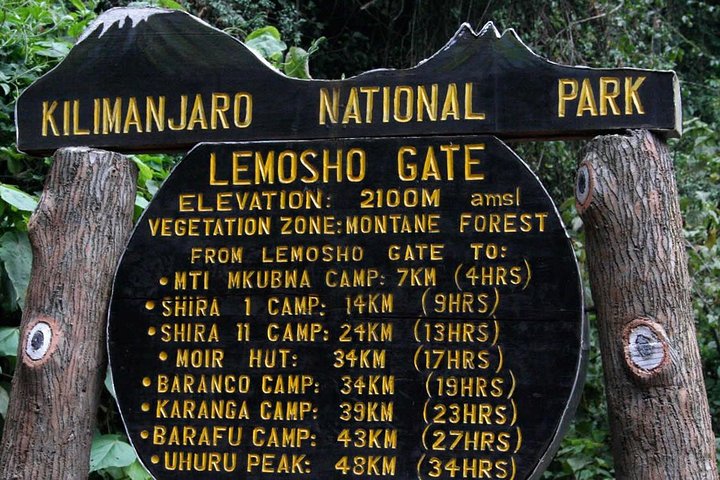 KILIMANJARO NATIONAL PARK
LEMOSHO GATE
ELEVATION: 2100M amsl
VEGETATION ZONE:MONTANE FOREST
FROM LEMOSHO GATE TO:
• MTI MKUBWA CAMP: 7KM (4HRS)
• SHIRA 1 CAMP: 14KM (9HRS)
• SHIRA 11 CAMP: 24KM (13HRS)
• MOIR HUT: 34KM (17HRS)
• BARANCO CAMP: 34KM (19HRS)
• KARANGA CAMP: 39KM (23HRS)
• BARAFU CAMP: 43KM (27HRS)
• UHURU PEAK: 48KM (34HRS)